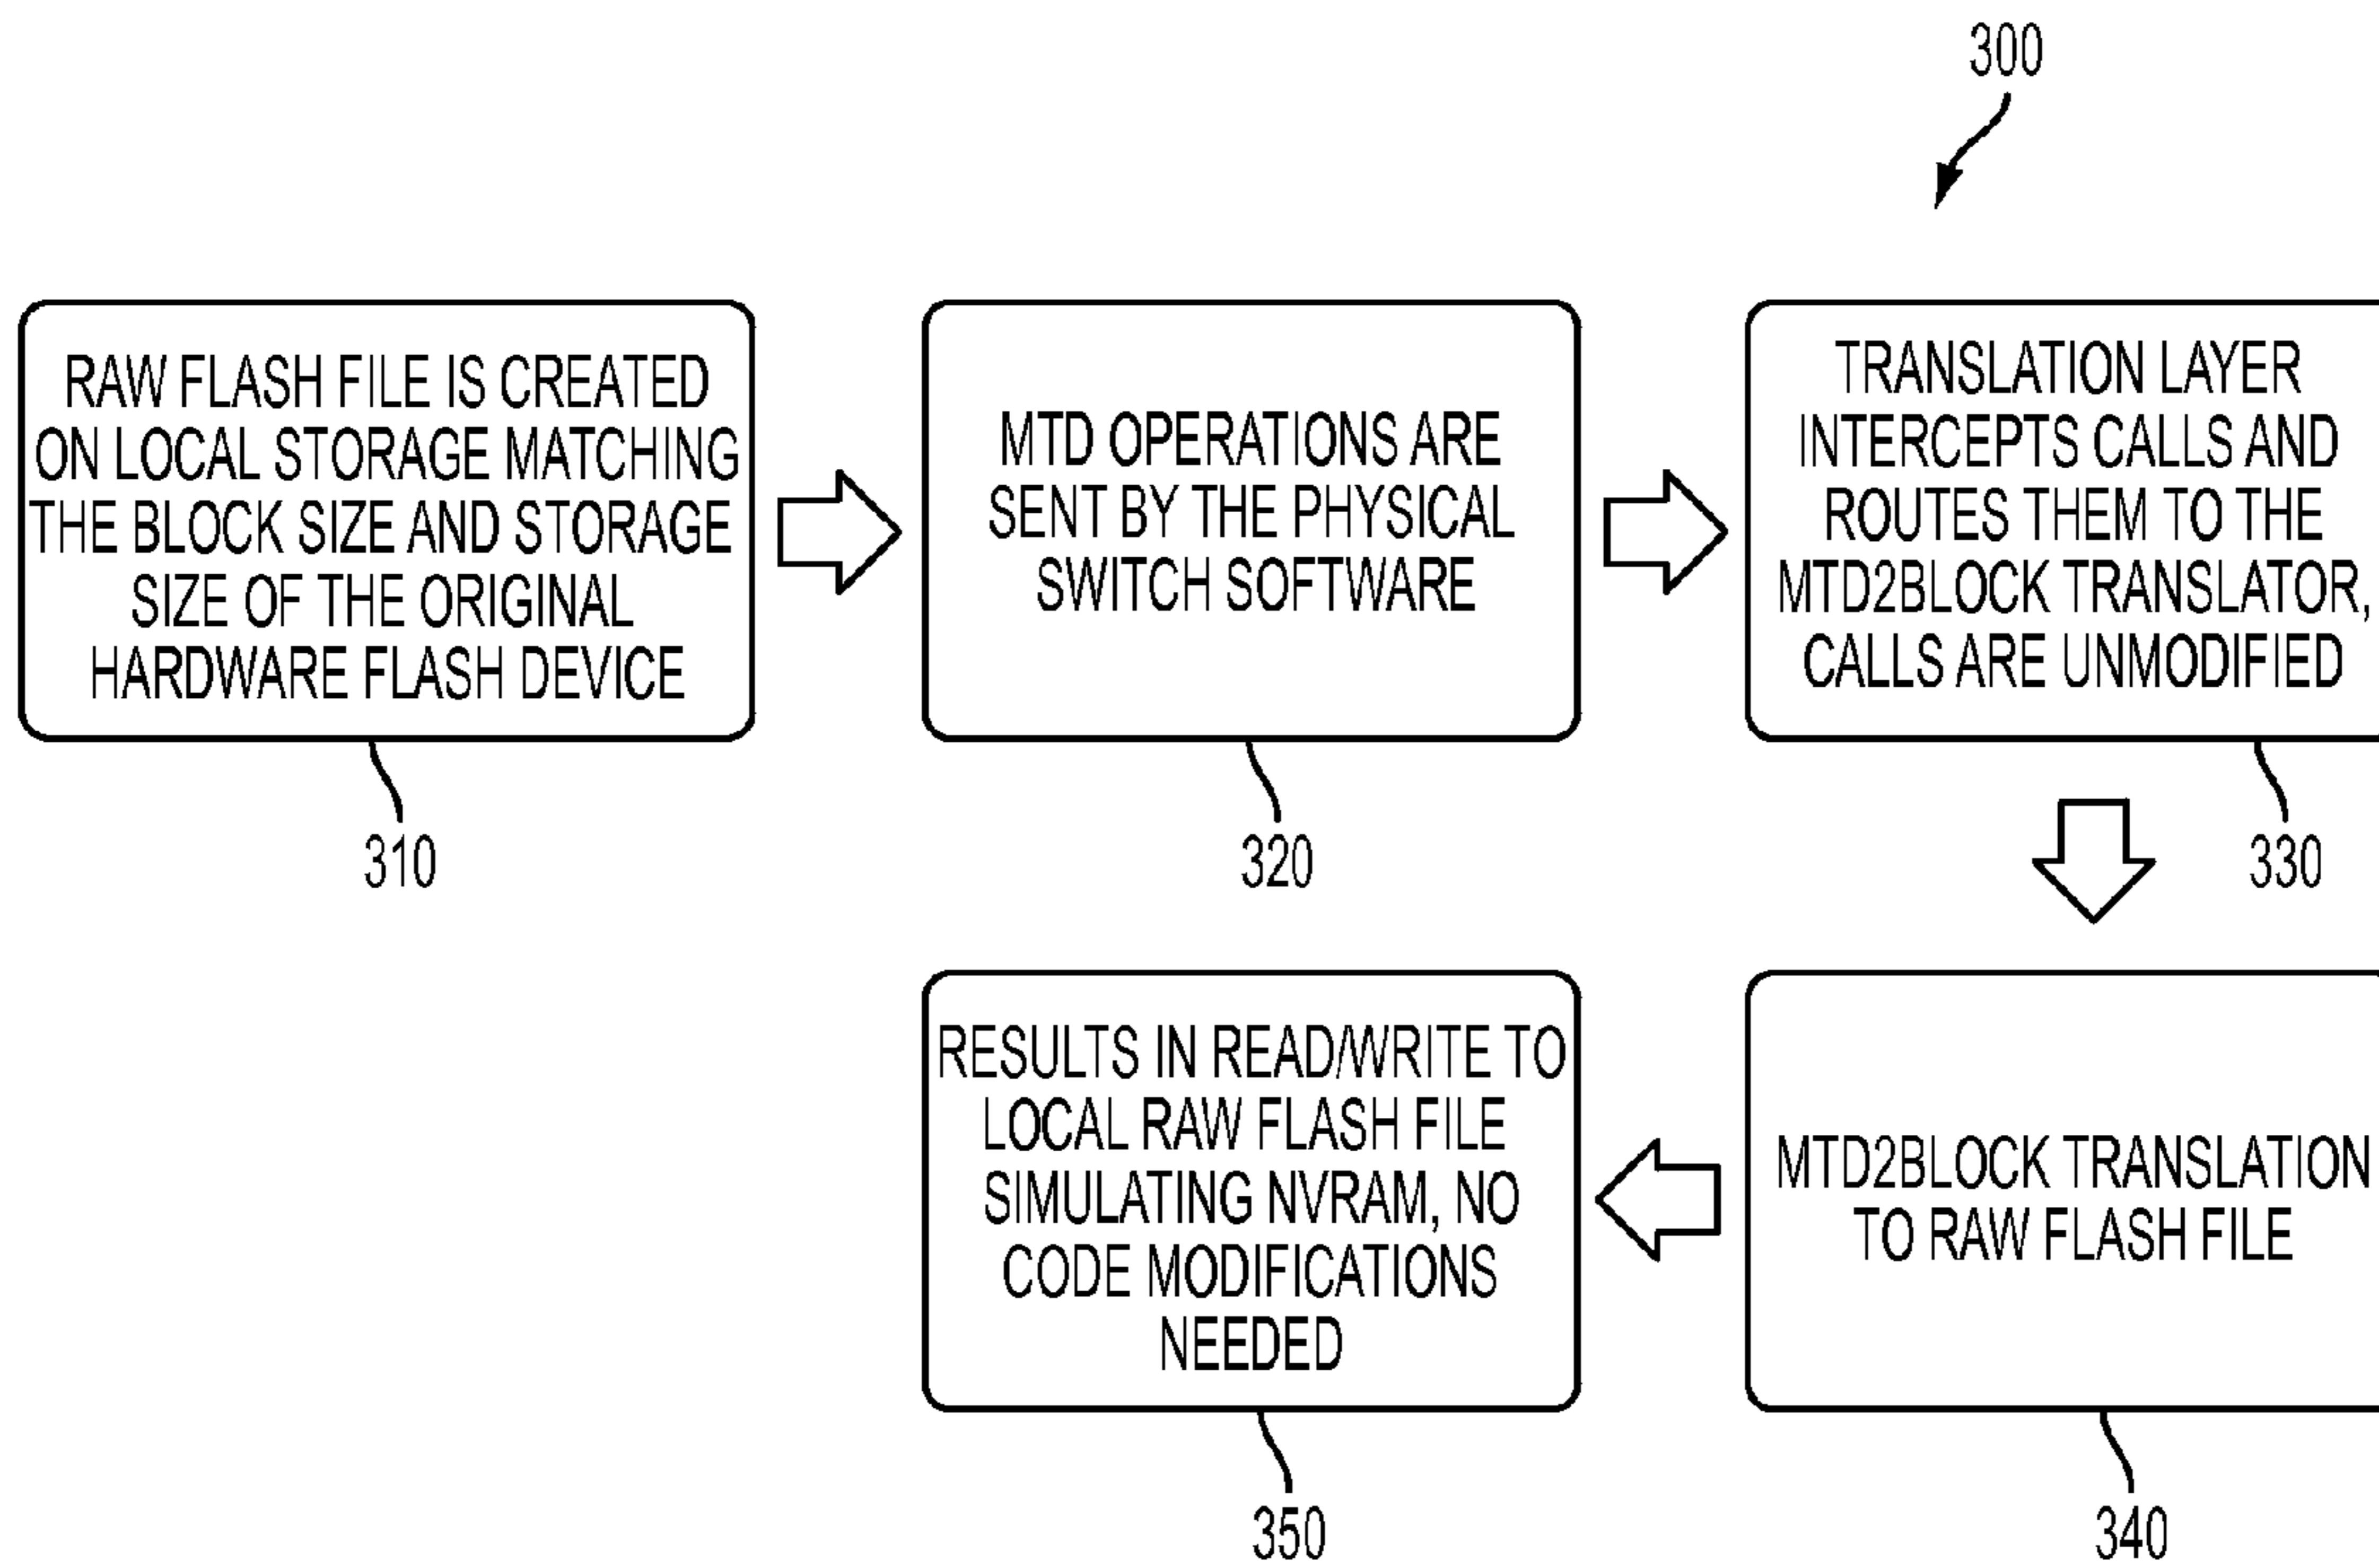 300
RAW FLASH FILE IS CREATED
ON LOCAL STORAGE MATCHING
THE BLOCK SIZE AND STORAGE
SIZE OF THE ORIGINAL
HARDWARE FLASH DEVICE
310
MTD OPERATIONS ARE
SENT BY THE PHYSICAL
SWITCH SOFTWARE
320
TRANSLATION LAYER
INTERCEPTS CALLS AND
ROUTES THEM TO THE
MTD2BLOCK TRANSLATOR,
CALLS ARE UNMODIFIED
330
MTD2BLOCK TRANSLATION
TO RAW FLASH FILE
340
RESULTS IN READ/WRITE TO
LOCAL RAW FLASH FILE
SIMULATING NVRAM, NO
CODE MODIFICATIONS
NEEDED
350